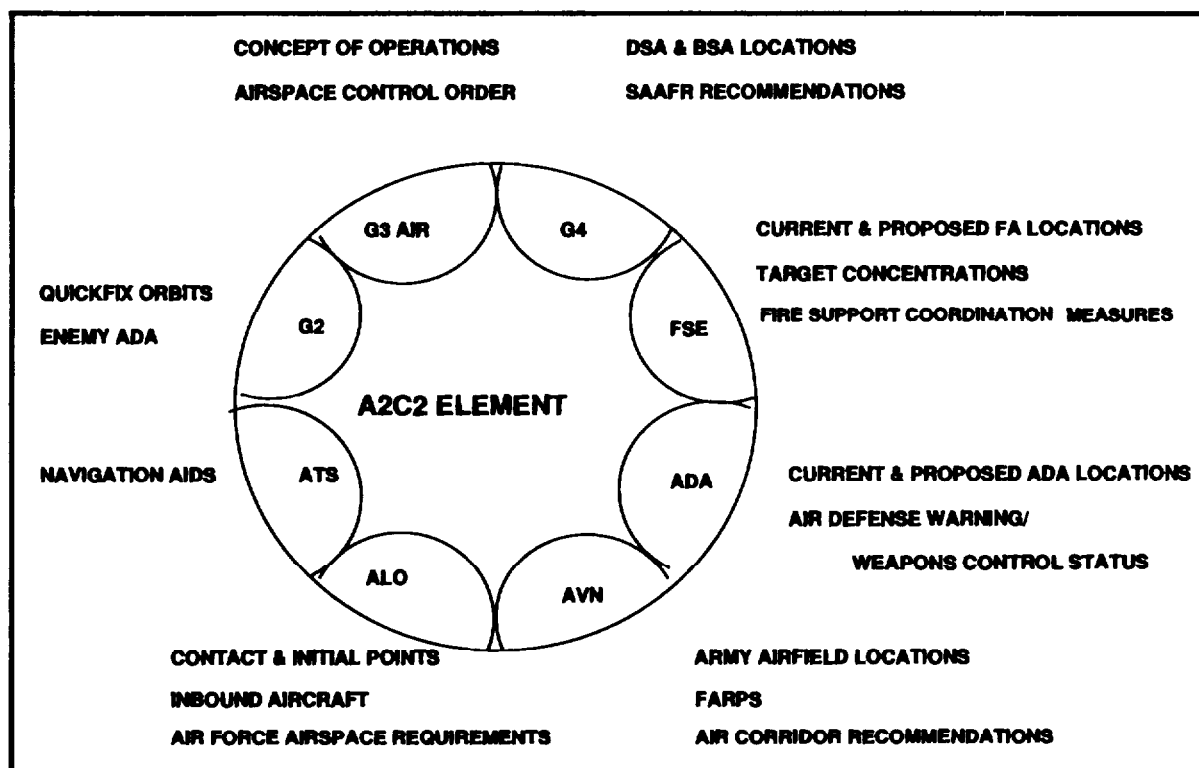 CONCEPT OF OPERATIONS
AIRSPACE CONTROL ORDER
DSA & BSA LOCATIONS
SAAFR RECOMMENDATIONS
G3 AIR
G4
CURRENT & PROPOSED FA LOCATIONS
TARGET CONCENTRATIONS
FIRE SUPPORT COORDINATION MEASURES
QUICKFIX ORBITS
ENEMY ADA
G2
FSE
A2C2 ELEMENT
NAVIGATION AIDS
ATS
ADA
CURRENT & PROPOSED ADA LOCATIONS
AIR DEFENSE WARNING/
WEAPONS CONTROL STATUS
ALO
AVN
CONTACT & INITIAL POINTS
INBOUND AIRCRAFT
AIR FORCE AIRSPACE REQUIREMENTS
ARMY AIRFIELD LOCATIONS
FARPS
AIR CORRIDOR RECOMMENDATIONS